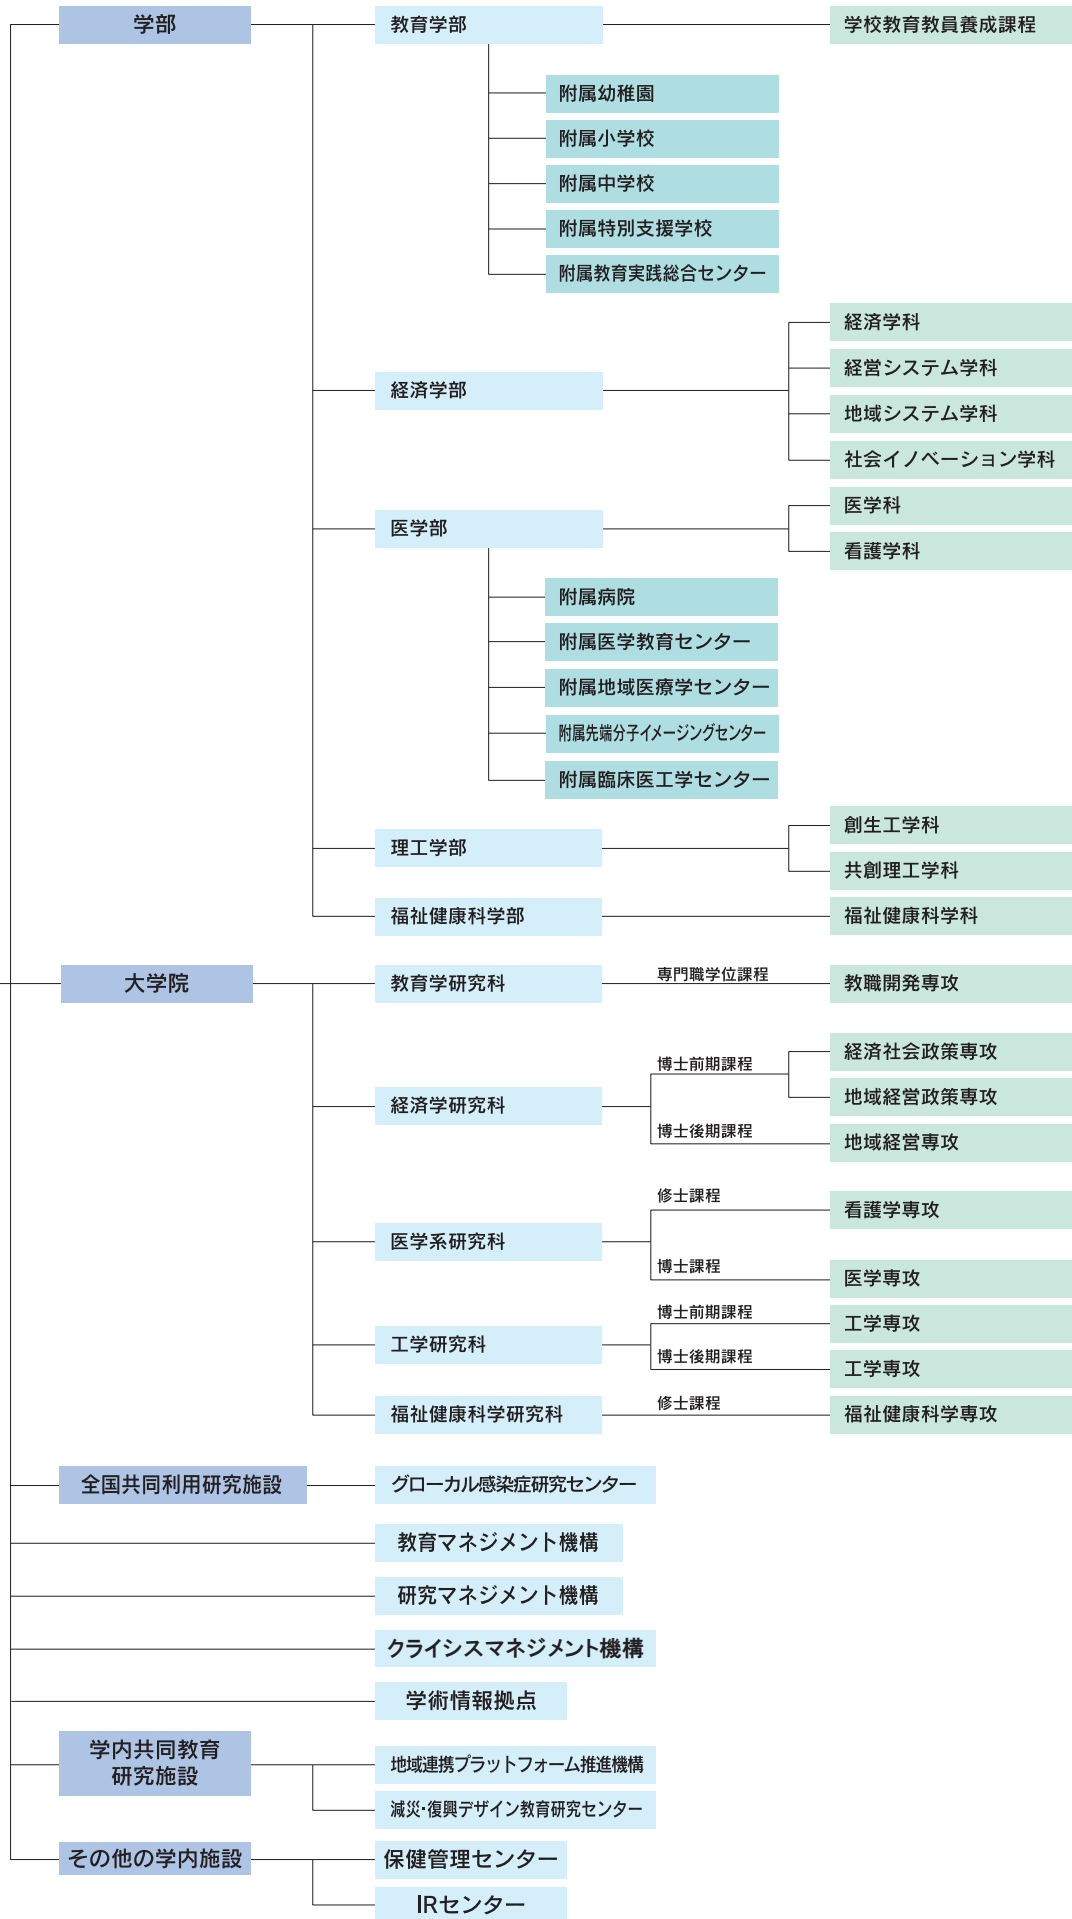 学部
教育学部
学校教育教員養成課程
附属幼稚園
附属小学校
附属中学校
附属特別支援学校
附属教育実践総合センター
経済学部
経済学科
経営システム学科
地域システム学科
社会イノベーション学科
医学部
医学科
看護学科
附属病院
附属医学教育センター
附属地域医療学センター
附属先端分子イメージングセンター
附属臨床医工学センター
理工学部
創生工学科
共創理工学科
福祉健康科学部
福祉健康科学科
大学院
教育学研究科
専門職学位課程
教職開発専攻
経済学研究科
博士前期課程
経済社会政策専攻
地域経営政策専攻
博士後期課程
地域経営専攻
医学系研究科
修士課程
看護学専攻
博士課程
医学専攻
工学研究科
博士前期課程
工学専攻
博士後期課程
工学専攻
福祉健康科学研究科
修士課程
福祉健康科学専攻
全国共同利用研究施設
グローカル感染症研究センター
教育マネジメント機構
研究マネジメント機構
クライシスマネジメント機構
学術情報拠点
学内共同教育
研究施設
地域連携プラットフォーム推進機構
減災・復興デザイン教育研究センター
その他の学内施設
保健管理センター
IRセンター